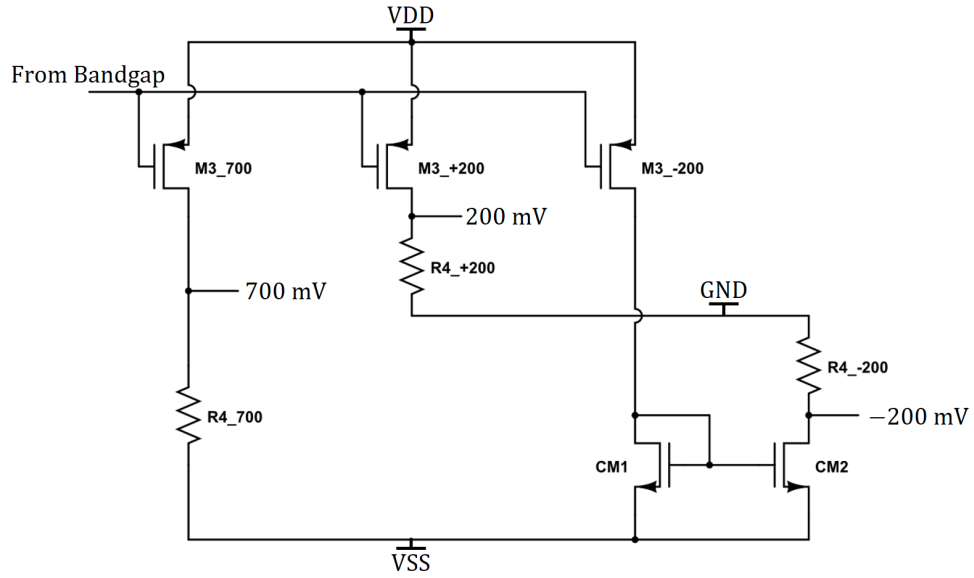 VDD
From Bandgap
M3_700
M3_+200
M3_-200
200 mV
R4_+200
700 mV
GND
R4_-200
R4_700
−200 mV
CM1
CM2
VSS